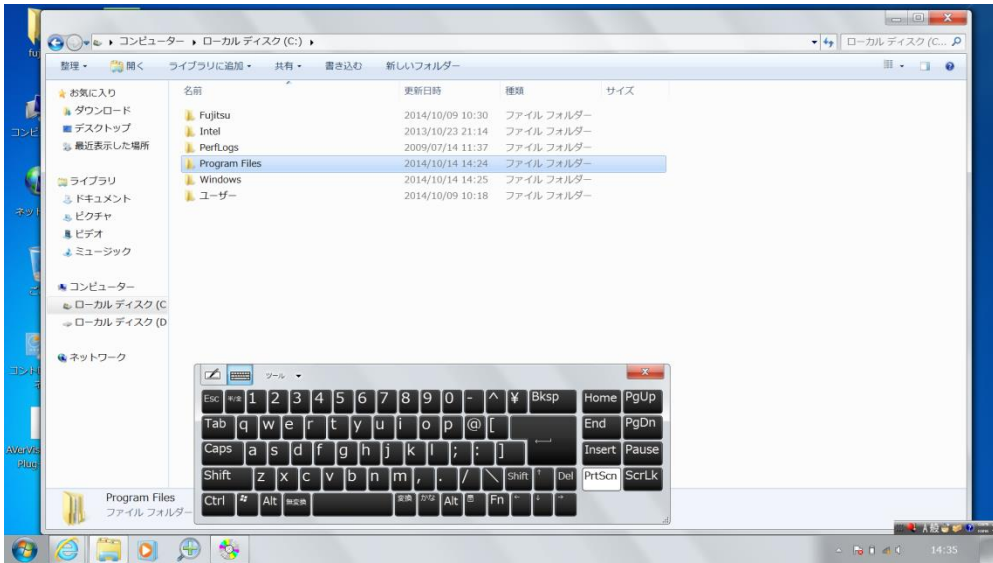 コンピューター ▸ ローカル ディスク (C:) ▸
ローカル ディスク (C...
整理 開く ライブラリに追加 共有 書き込む 新しいフォルダー
名前 更新日時 種類 サイズ
お気に入り
ダウンロード
デスクトップ
最近表示した場所
ライブラリ
ドキュメント
ピクチャ
ビデオ
ミュージック
コンピューター
ローカル ディスク (C
ローカル ディスク (D
ネットワーク
Fujitsu 2014/10/09 10:30 ファイル フォルダー
Intel 2013/10/23 21:14 ファイル フォルダー
PerfLogs 2009/07/14 11:37 ファイル フォルダー
Program Files 2014/10/14 14:24 ファイル フォルダー
Windows 2014/10/14 14:25 ファイル フォルダー
ユーザー 2014/10/09 10:18 ファイル フォルダー
ツール
Esc 半/全 1 2 3 4 5 6 7 8 9 0 - ^ ¥ Bksp Home PgUp
Tab q w e r t y u i o p @ [ End PgDn
Caps a s d f g h j k l ; : ] Insert Pause
Shift z x c v b n m , . / \ Shift ↑ Del PrtScn ScrLk
Ctrl Alt 無変換 変換 かな Alt Fn ← ↓ →
Program Files
ファイル フォルダー
14:35